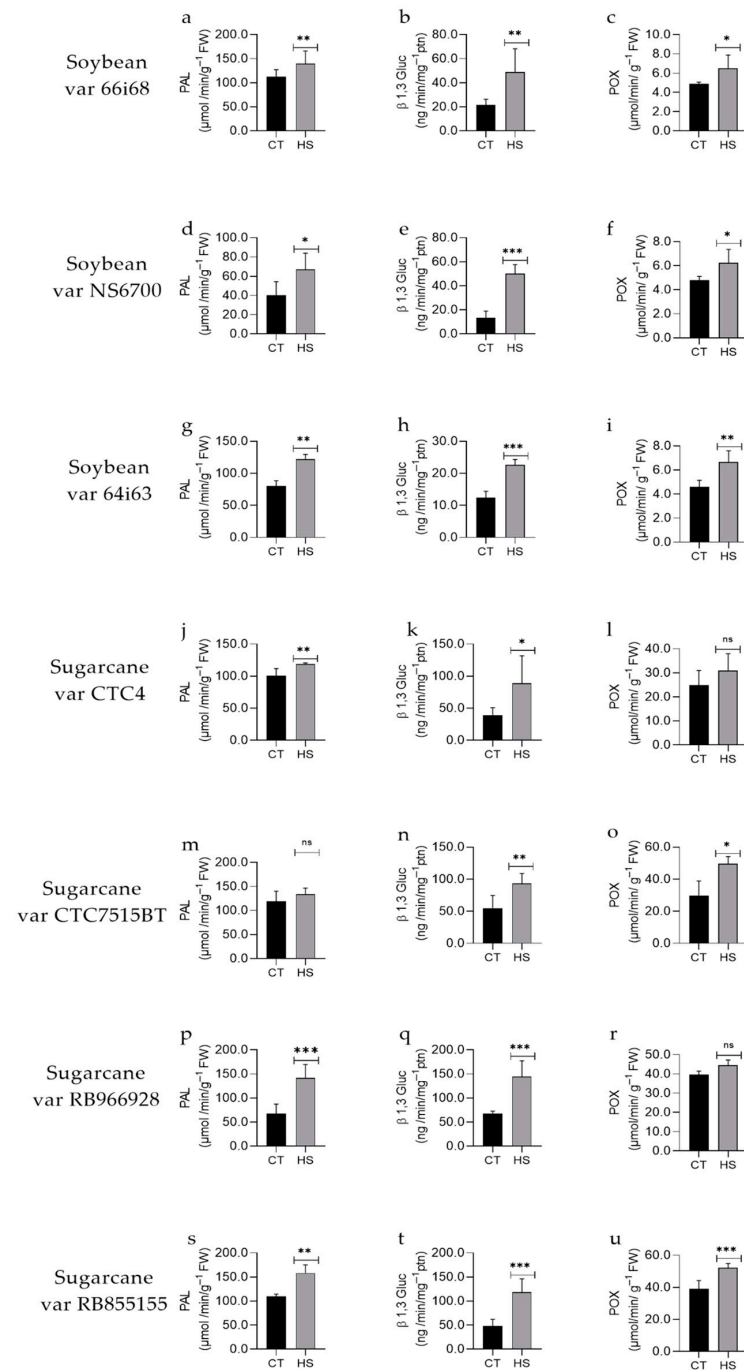 a
Soybean
var 66i68
PAL
(µmol /min/g⁻¹ FW)
200.0
150.0
100.0
50.0
0.0
**
CT HS
b
β 1,3 Gluc
(ng /min/mg⁻¹ptn)
80.0
60.0
40.0
20.0
0.0
**
CT HS
c
POX
(µmol/min/ g⁻¹ FW)
10.0
8.0
6.0
4.0
2.0
0.0
*
CT HS
d
Soybean
var NS6700
PAL
(µmol /min/g⁻¹ FW)
100.0
80.0
60.0
40.0
20.0
0.0
*
CT HS
e
β 1,3 Gluc
(ng /min/mg⁻¹ptn)
80.0
60.0
40.0
20.0
0.0
***
CT HS
f
POX
(µmol/min/ g⁻¹ FW)
8.0
6.0
4.0
2.0
0.0
*
CT HS
g
Soybean
var 64i63
PAL
(µmol /min/g⁻¹ FW)
150.0
100.0
50.0
0.0
**
CT HS
h
β 1,3 Gluc
(ng /min/mg⁻¹ptn)
30.0
20.0
10.0
0.0
***
CT HS
i
POX
(µmol/min/ g⁻¹ FW)
8.0
6.0
4.0
2.0
0.0
**
CT HS
j
Sugarcane
var CTC4
PAL
(µmol /min/g⁻¹ FW)
150.0
100.0
50.0
0.0
**
CT HS
k
β 1,3 Gluc
(ng /min/mg⁻¹ptn)
150.0
100.0
50.0
0.0
*
CT HS
l
POX
(µmol/min/ g⁻¹ FW)
40.0
30.0
20.0
10.0
0.0
ns
CT HS
m
Sugarcane
var CTC7515BT
PAL
(µmol /min/g⁻¹ FW)
200.0
150.0
100.0
50.0
0.0
ns
CT HS
n
β 1,3 Gluc
(ng /min/mg⁻¹ptn)
150.0
100.0
50.0
0.0
**
CT HS
o
POX
(µmol/min/ g⁻¹ FW)
60.0
40.0
20.0
0.0
*
CT HS
p
Sugarcane
var RB966928
PAL
(µmol /min/g⁻¹ FW)
200.0
150.0
100.0
50.0
0.0
***
CT HS
q
β 1,3 Gluc
(ng /min/mg⁻¹ptn)
200.0
150.0
100.0
50.0
0.0
***
CT HS
r
POX
(µmol/min/ g⁻¹ FW)
50.0
40.0
30.0
20.0
10.0
0.0
ns
CT HS
s
Sugarcane
var RB855155
PAL
(µmol /min/g⁻¹ FW)
200.0
150.0
100.0
50.0
0.0
**
CT HS
t
β 1,3 Gluc
(ng /min/mg⁻¹ptn)
200.0
150.0
100.0
50.0
0.0
***
CT HS
u
POX
(µmol/min/ g⁻¹ FW)
60.0
40.0
20.0
0.0
***
CT HS